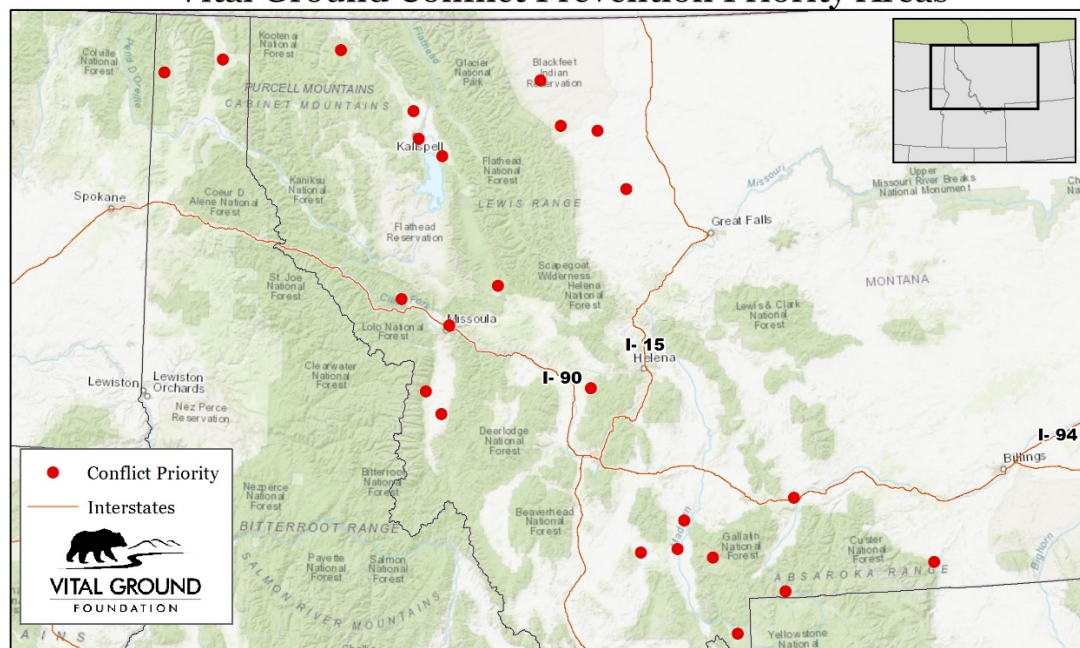 Vital Ground Conflict Prevention Priority Areas
Colville
National
Forest
Pend D'Oreille
Kootenai
National
Forest
Flathead
Glacier
National
Park
Blackfeet
Indian
Reservation
PURCELL MOUNTAINS
CABINET MOUNTAINS
Kalispell
Flathead
National
Forest
LEWIS RANGE
Spokane
Coeur D
Alene National
Forest
Kaniksu
National
Forest
Flathead
Reservation
Missouri
Upper
Missouri River Breaks
National Monument
Great Falls
St. Joe
National
Forest
Scapegoat
Wilderness
Helena
National
Forest
MONTANA
Lewis & Clark
National
Forest
Missoula
Lolo National
Forest
Clearwater
National
Forest
I- 15
Helena
I- 90
Lewiston
Lewiston
Orchards
Nez Perce
Reservation
Deerlodge
National
Forest
I- 94
Billings
Conflict Priority
Interstates
VITAL GROUND
FOUNDATION
Nezperce
National
Forest
Bitterroot
National
Forest
BITTERROOT RANGE
Beaverhead
National
Forest
Madison
Gallatin
National
Forest
Custer
National
Forest
ABSAROKA RANGE
Bighorn
Payette
National
Forest
Salmon
National
Forest
SALMON RIVER MOUNTAINS
Yellowstone
National